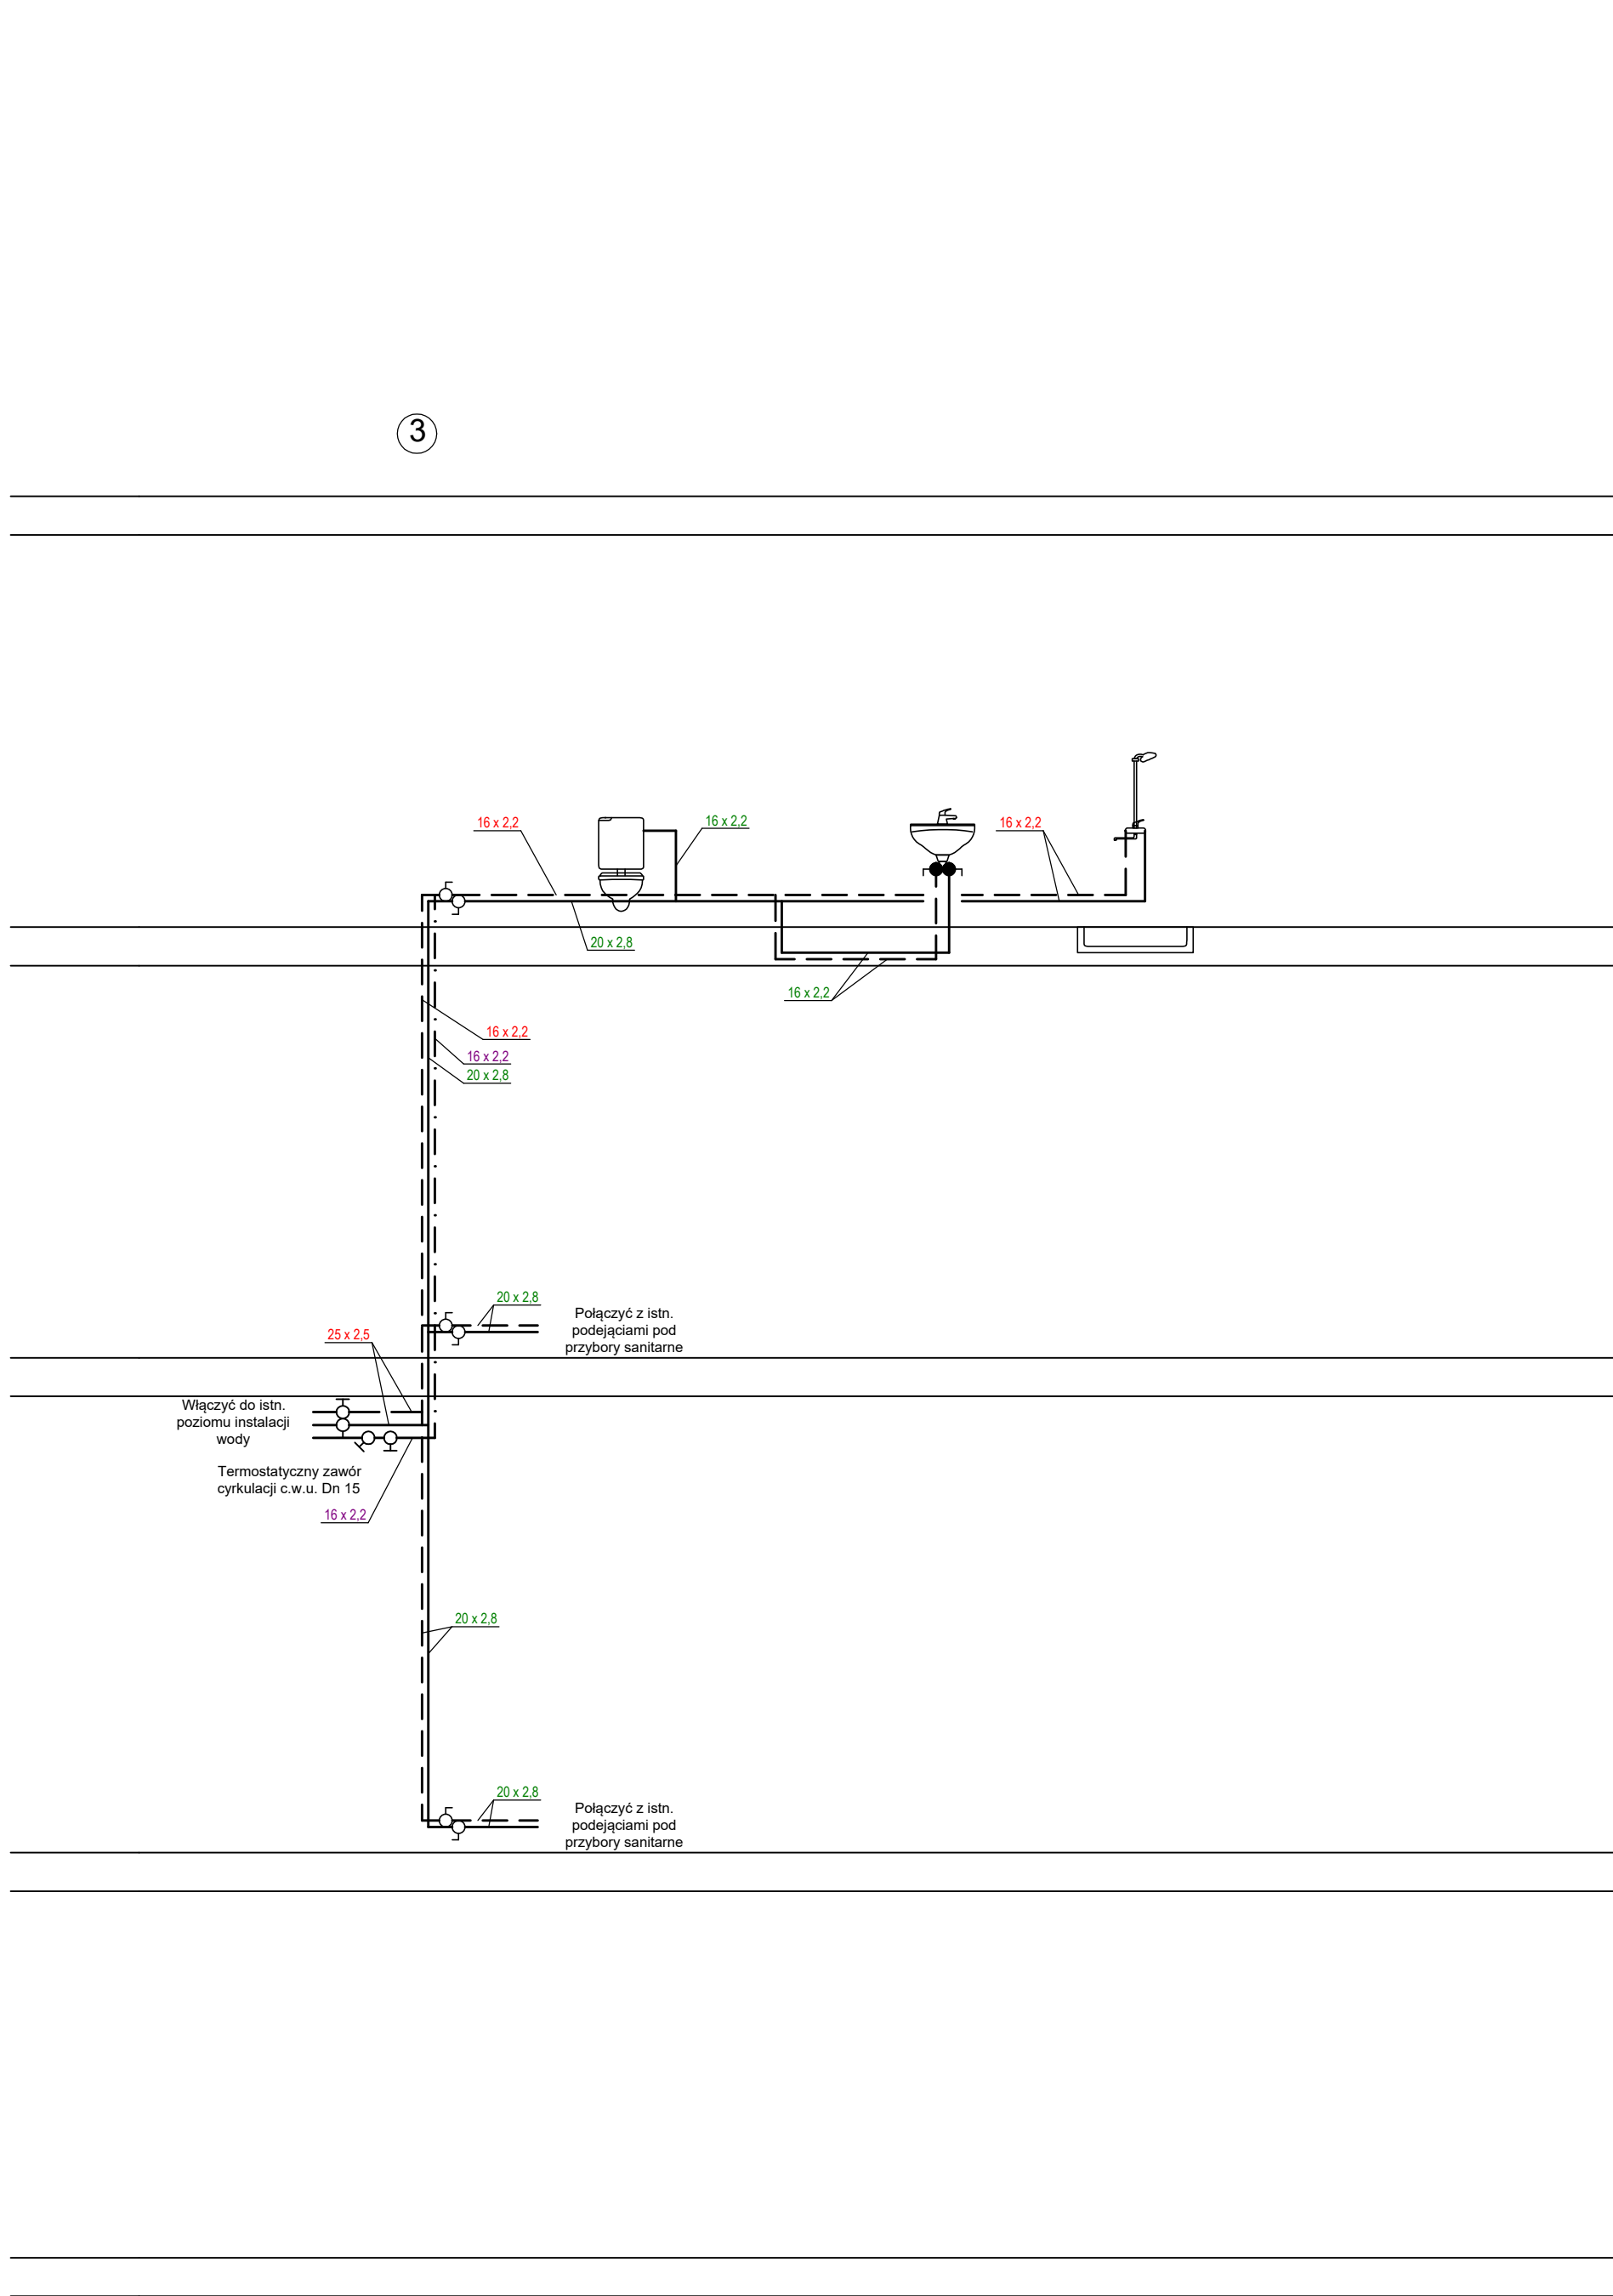 3
16 x 2,2
16 x 2,2
16 x 2,2
20 x 2,8
16 x 2,2
16 x 2,2
16 x 2,2
20 x 2,8
20 x 2,8
Połączyć z istn.
podejąciami pod
przybory sanitarne
25 x 2,5
Włączyć do istn.
poziomu instalacji
wody
Termostatyczny zawór
cyrkulacji c.w.u. Dn 15
16 x 2,2
20 x 2,8
20 x 2,8
Połączyć z istn.
podejąciami pod
przybory sanitarne